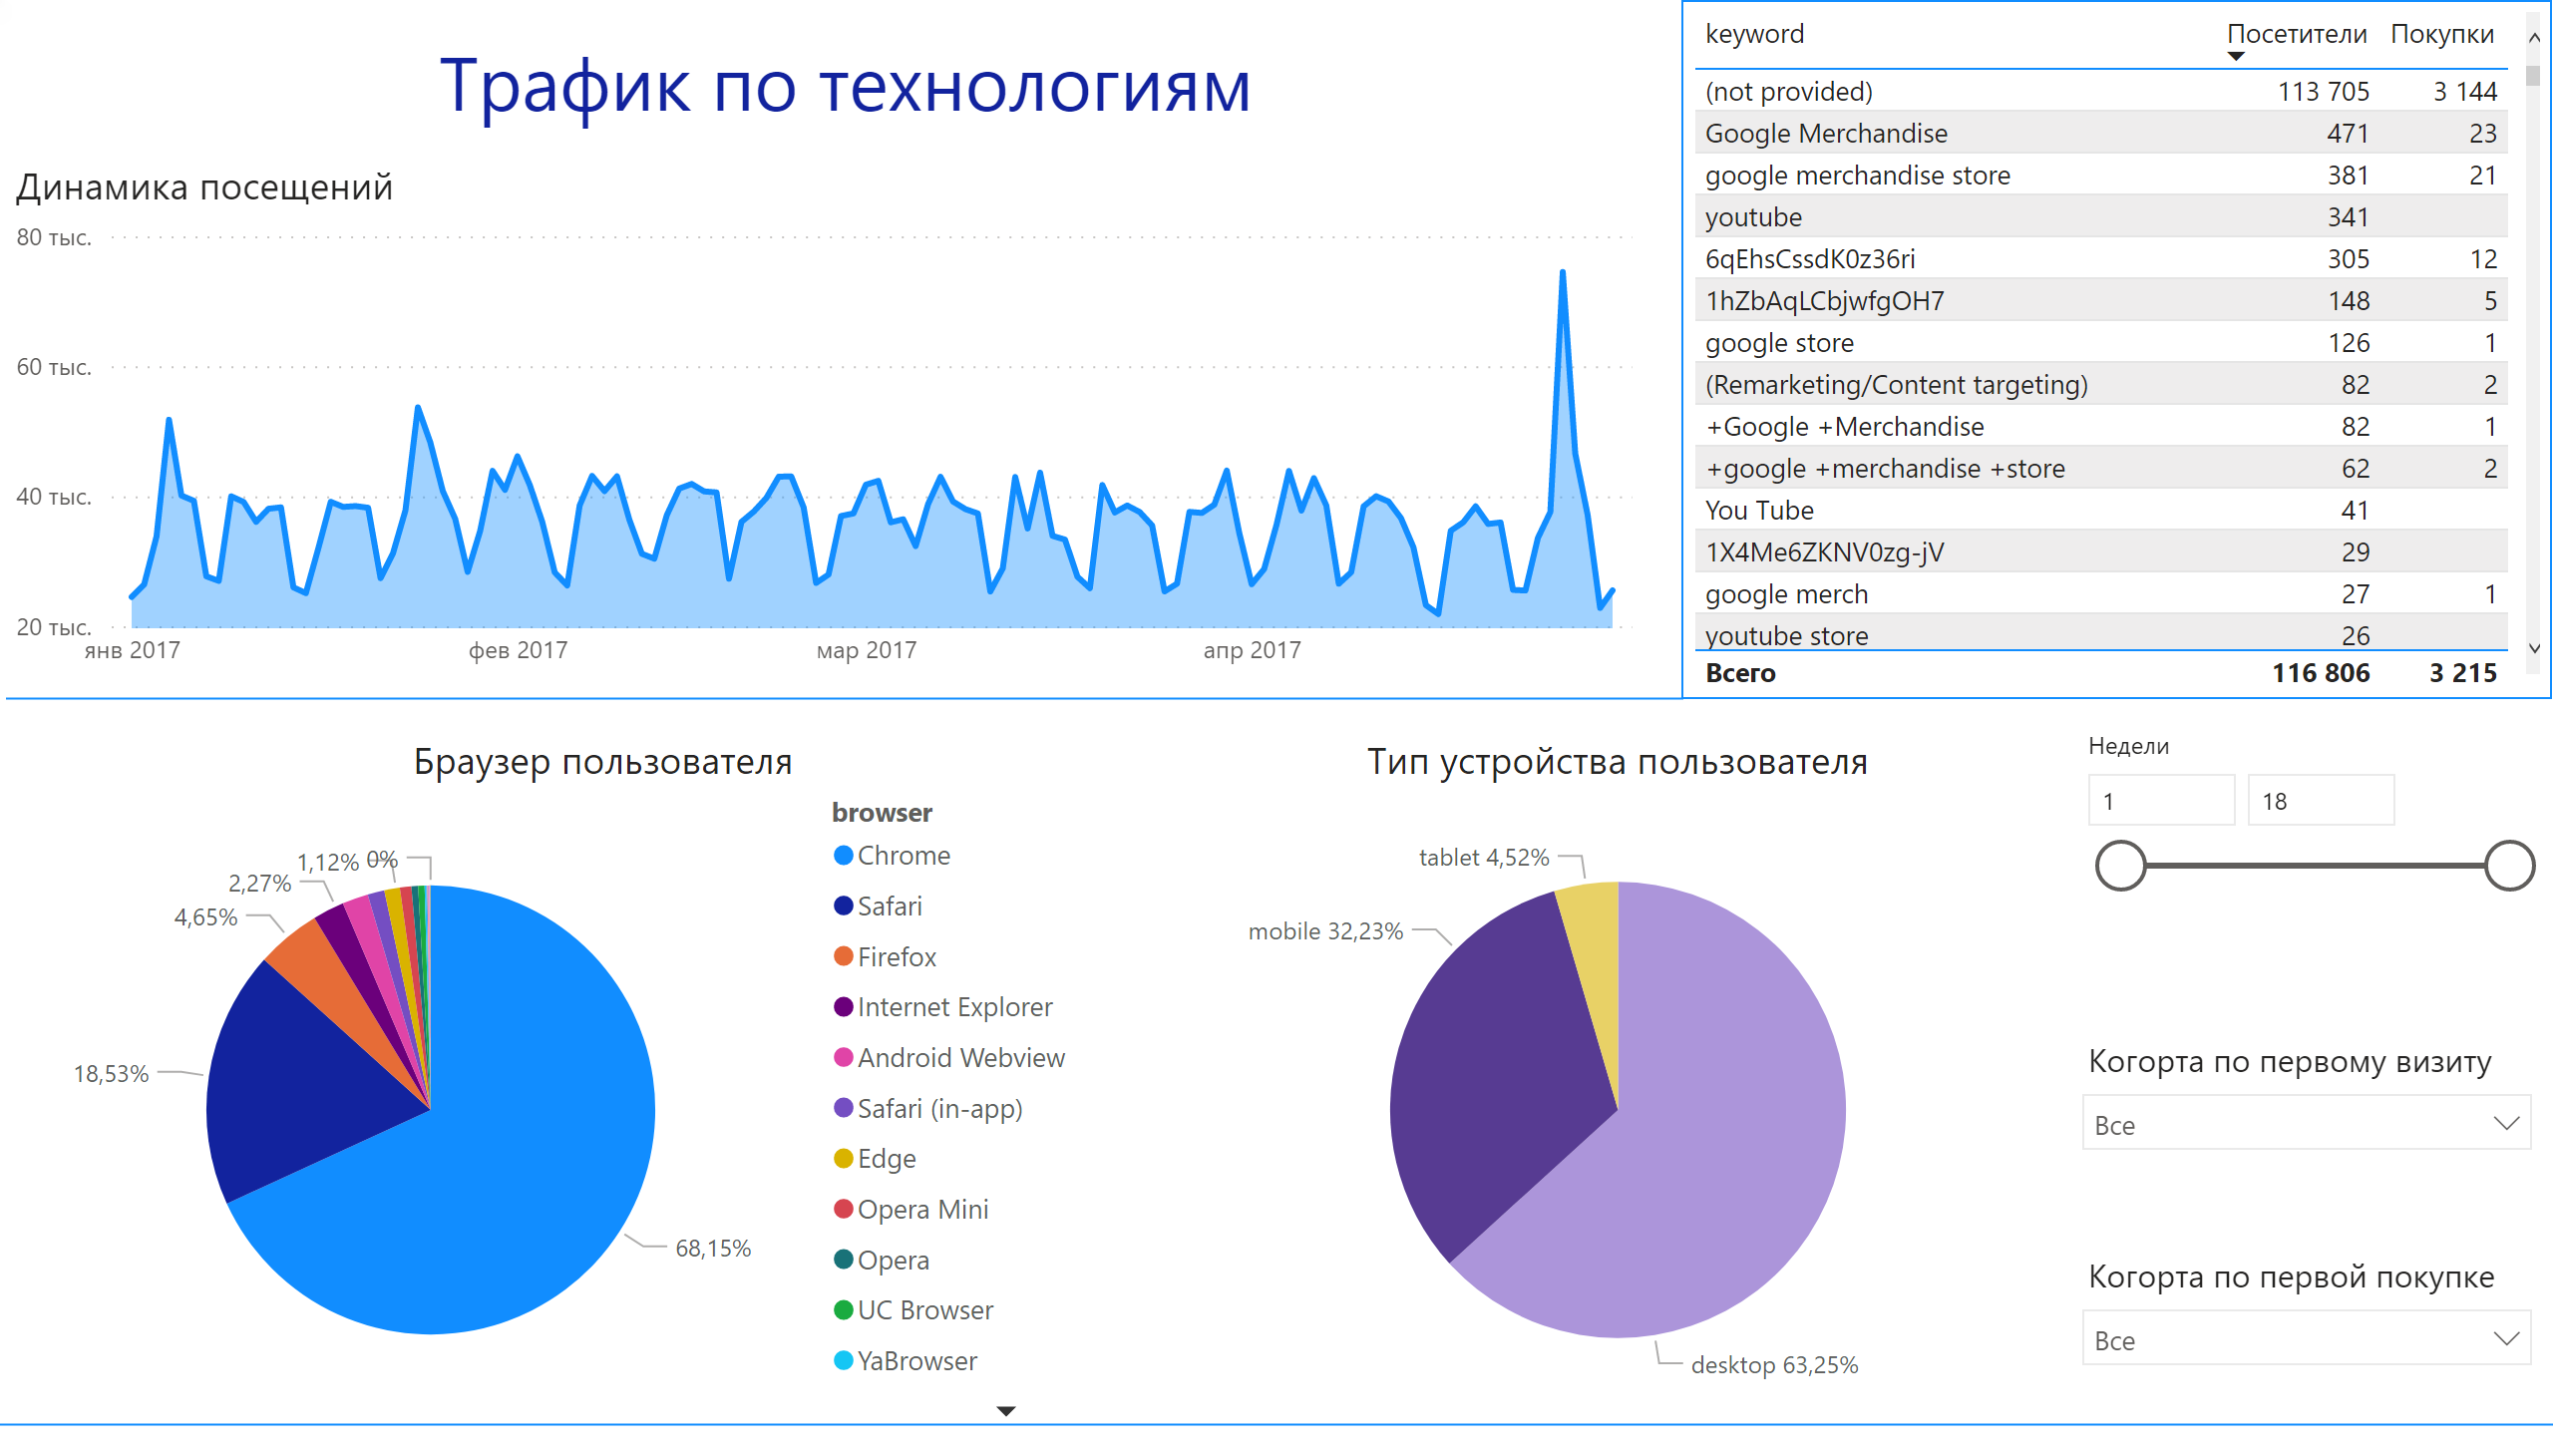 Трафик по технологиям
Динамика посещений
80 тыс.
60 тыс.
40 тыс.
20 тыс.
янв 2017 фев 2017 мар 2017 апр 2017
keyword Посетители Покупки
(not provided) 113 705 3 144
Google Merchandise 471 23
google merchandise store 381 21
youtube 341
6qEhsCssdK0z36ri 305 12
1hZbAqLCbjwfgOH7 148 5
google store 126 1
(Remarketing/Content targeting) 82 2
+Google +Merchandise 82 1
+google +merchandise +store 62 2
You Tube 41
1X4Me6ZKNV0zg-jV 29
google merch 27 1
youtube store 26
Всего 116 806 3 215
Браузер пользователя
1,12% 0%
2,27%
4,65%
18,53%
68,15%
browser
Chrome
Safari
Firefox
Internet Explorer
Android Webview
Safari (in-app)
Edge
Opera Mini
Opera
UC Browser
YaBrowser
Тип устройства пользователя
tablet 4,52%
mobile 32,23%
desktop 63,25%
Недели
1 18
Когорта по первому визиту
Все
Когорта по первой покупке
Все